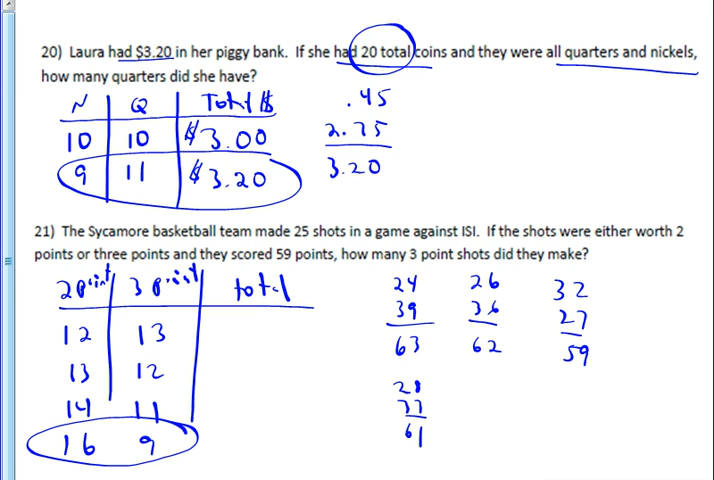 20) Laura had $3.20 in her piggy bank. If she had 20 total coins and they were all quarters and nickels,
how many quarters did she have?
N Q Total $ .45
10 10 $3.00 2.75
9 11 $3.20 3.20
21) The Sycamore basketball team made 25 shots in a game against ISI. If the shots were either worth 2
points or three points and they scored 59 points, how many 3 point shots did they make?
2 point 3 point total 24 26 32
12 13 39 36 27
13 12 63 62 59
14 11 28
33
16 9 61